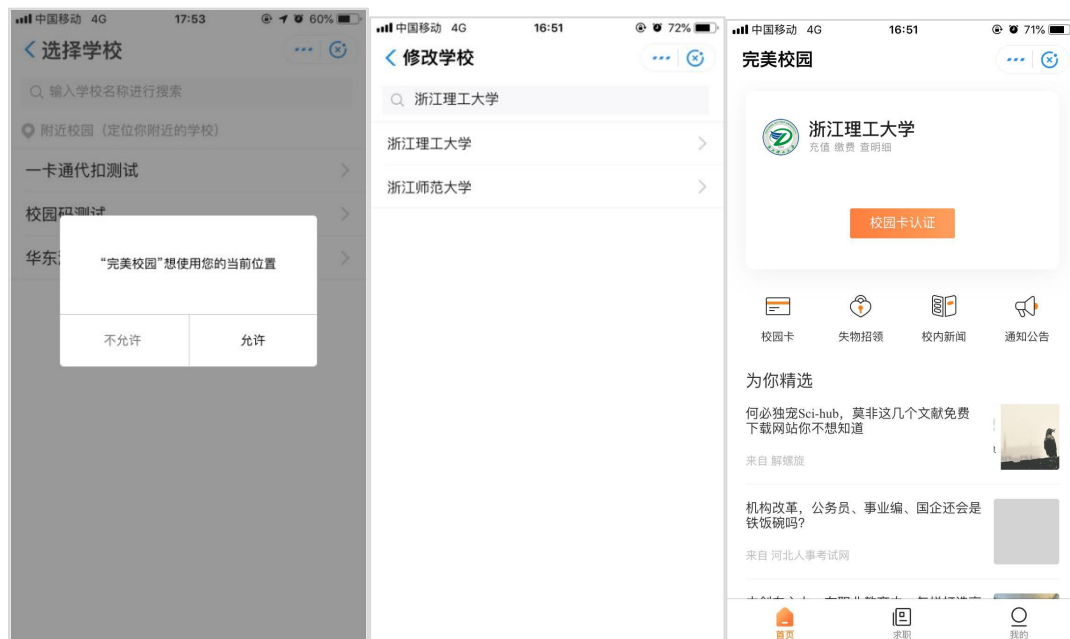 中国移动 4G 17:53 60%
选择学校
输入学校名称进行搜索
附近校园（定位你附近的学校）
一卡通代扣测试
校园码测试
华东
“完美校园”想使用您的当前位置
不允许 允许
中国移动 4G 16:51 72%
修改学校
浙江理工大学
浙江理工大学
浙江师范大学
中国移动 4G 16:51 71%
完美校园
浙江理工大学
充值 缴费 查明细
校园卡认证
校园卡 失物招领 校内新闻 通知公告
为你精选
何必独宠Sci-hub，莫非这几个文献免费
下载网站你不想知道
来自 解螺旋
机构改革，公务员、事业编、国企还会是
铁饭碗吗？
来自 河北人事考试网
首页 求职 我的